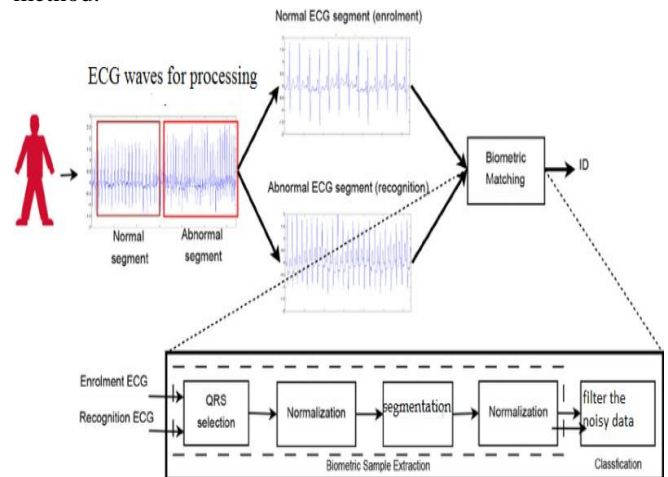 method.
Normal ECG segment (enrolment)
ECG waves for processing
Normal
segment
Abnormal
segment
Abnormal ECG segment (recognition)
Biometric
Matching
ID
Enrolment ECG
Recognition ECG
QRS
selection
Normalization
segmentation
Normalization
filter the
noisy data
Biometric Sample Extraction
Classfication